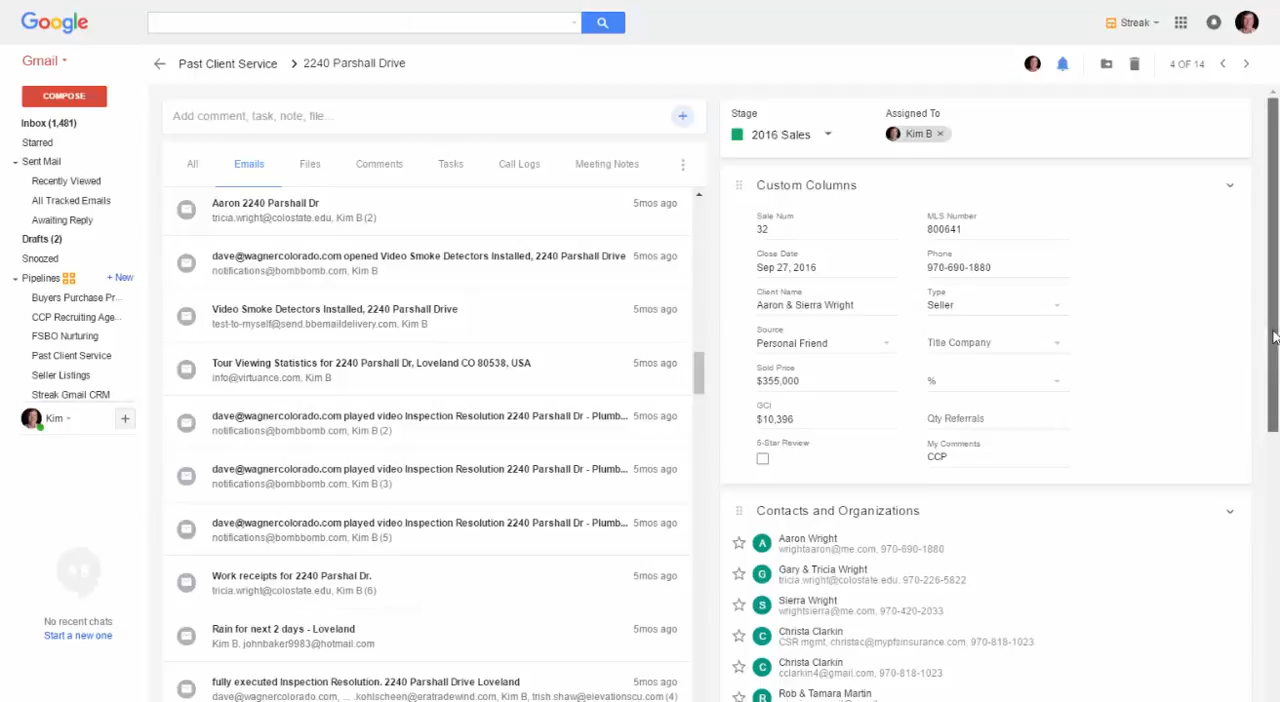 Google
Streak
Gmail
Past Client Service > 2240 Parshall Drive
4 OF 14
COMPOSE
Inbox (1,481)
Starred
Sent Mail
Recently Viewed
All Tracked Emails
Awaiting Reply
Drafts (2)
Snoozed
Pipelines
+ New
Buyers Purchase Pr...
CCP Recruiting Age...
FSBO Nurturing
Past Client Service
Seller Listings
Streak Gmail CRM
Kim
+
No recent chats
Start a new one
Add comment, task, note, file...
+
All Emails Files Comments Tasks Call Logs Meeting Notes
Aaron 2240 Parshall Dr 5mos ago
tricia.wright@colostate.edu, Kim B (2)
dave@wagnercolorado.com opened Video Smoke Detectors Installed, 2240 Parshall Drive 5mos ago
notifications@bombbomb.com, Kim B
Video Smoke Detectors Installed, 2240 Parshall Drive 5mos ago
test-to-myself@send.bbemaildelivery.com, Kim B
Tour Viewing Statistics for 2240 Parshall Dr, Loveland CO 80538, USA 5mos ago
info@virtuance.com, Kim B
dave@wagnercolorado.com played video Inspection Resolution 2240 Parshall Dr - Plumb... 5mos ago
notifications@bombbomb.com, Kim B (2)
dave@wagnercolorado.com played video Inspection Resolution 2240 Parshall Dr - Plumb... 5mos ago
notifications@bombbomb.com, Kim B (3)
dave@wagnercolorado.com played video Inspection Resolution 2240 Parshall Dr - Plumb... 5mos ago
notifications@bombbomb.com, Kim B (5)
Work receipts for 2240 Parshal Dr. 5mos ago
tricia.wright@colostate.edu, Kim B (6)
Rain for next 2 days - Loveland 5mos ago
Kim B, johnbaker9983@hotmail.com
fully executed Inspection Resolution. 2240 Parshall Drive Loveland 5mos ago
dave@wagnercolorado.com, ... .kohlscheen@eratradewind.com, Kim B, trish.shaw@elevationscu.com (4)
Stage
2016 Sales
Assigned To
Kim B ×
Custom Columns
Sale Num MLS Number
32 800641
Close Date Phone
Sep 27, 2016 970-690-1880
Client Name Type
Aaron & Sierra Wright Seller
Source
Personal Friend Title Company
Sold Price
$355,000 %
GCI
$10,396 Qty Referrals
5-Star Review My Comments
CCP
Contacts and Organizations
A Aaron Wright
wrightaaron@me.com, 970-690-1880
G Gary & Tricia Wright
tricia.wright@colostate.edu, 970-226-5822
S Sierra Wright
wrightsierra@me.com, 970-420-2033
C Christa Clarkin
CSR mgmt, christac@mypfsinsurance.com, 970-818-1023
C Christa Clarkin
cclarkin4@gmail.com, 970-818-1023
R Rob & Tamara Martin